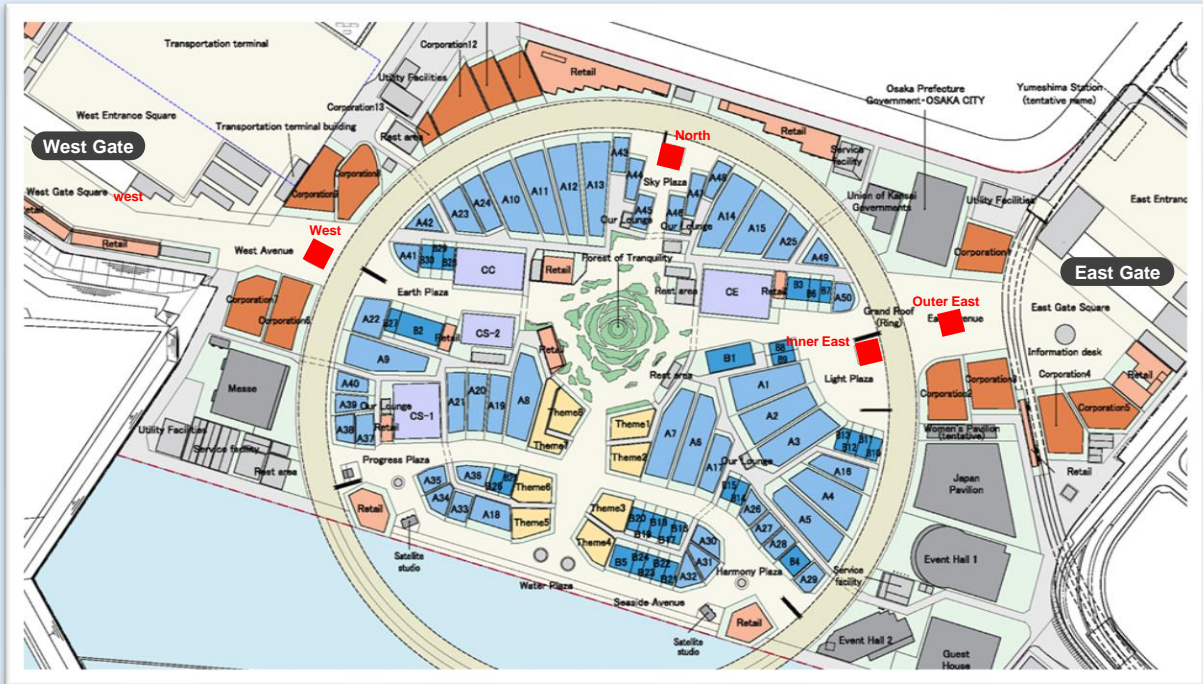 Transportation terminal
Corporation12
Utility Facilities
Retail
Corporation13
Rest area
West Entrance Square
Transportation terminal building
West Gate
West Gate Square
west
etail
Retail
West Avenue
West
Corporation9
Corporation8
Corporation7
Corporation6
Messe
Utility Facilities
Service facility
Rest area
Retail
Service facility
Osaka Prefecture
Government・OSAKA CITY
Yumeshima Station
(tentative name)
Union of Kansai
Governments
Utility Facilities
East Entranc
East Gate
Corporation1
East Gate Square
Outer East
Information desk
Corporation2
Corporation3
Corporation4
Corporation5
Retail
Retail
Women's Pavilion
(tentative)
Japan
Pavilion
Event Hall 1
Service
facility
Event Hall 2
Guest
House
North
Sky Plaza
A43
A44
A45
Our Lounge
A46
Our Lounge
A47
A48
A42
A23
A24
A10
A11
A12
A13
A14
A15
A25
A49
A41
B30
B29
B28
CC
Retail
Forest of Tranquility
Rest area
CE
Retail
B3
B6
B7
A50
Grand Roof
(Ring)
Earth Plaza
A22
B27
B2
Retail
CS-2
Retail
Inner East
Light Plaza
B1
B8
B9
Rest area
A9
A40
A39
A38
A37
Our Lounge
Retail
CS-1
A21
A20
A19
A8
Theme8
Theme7
Theme1
Theme2
A7
A6
A17
A1
A2
A3
Our Lounge
B13
B12
B11
B10
A16
A4
A5
B15
B14
A26
A27
A28
B4
A29
Progress Plaza
A35
A34
A33
A36
A18
B26
B25
Theme6
Theme5
Theme3
Theme4
B20
B19
B18
B17
B16
B5
B24
B23
B22
B21
A30
A31
A32
Harmony Plaza
Retail
Satellite
studio
Water Plaza
Seaside Avenue
Satellite
studio
Retail